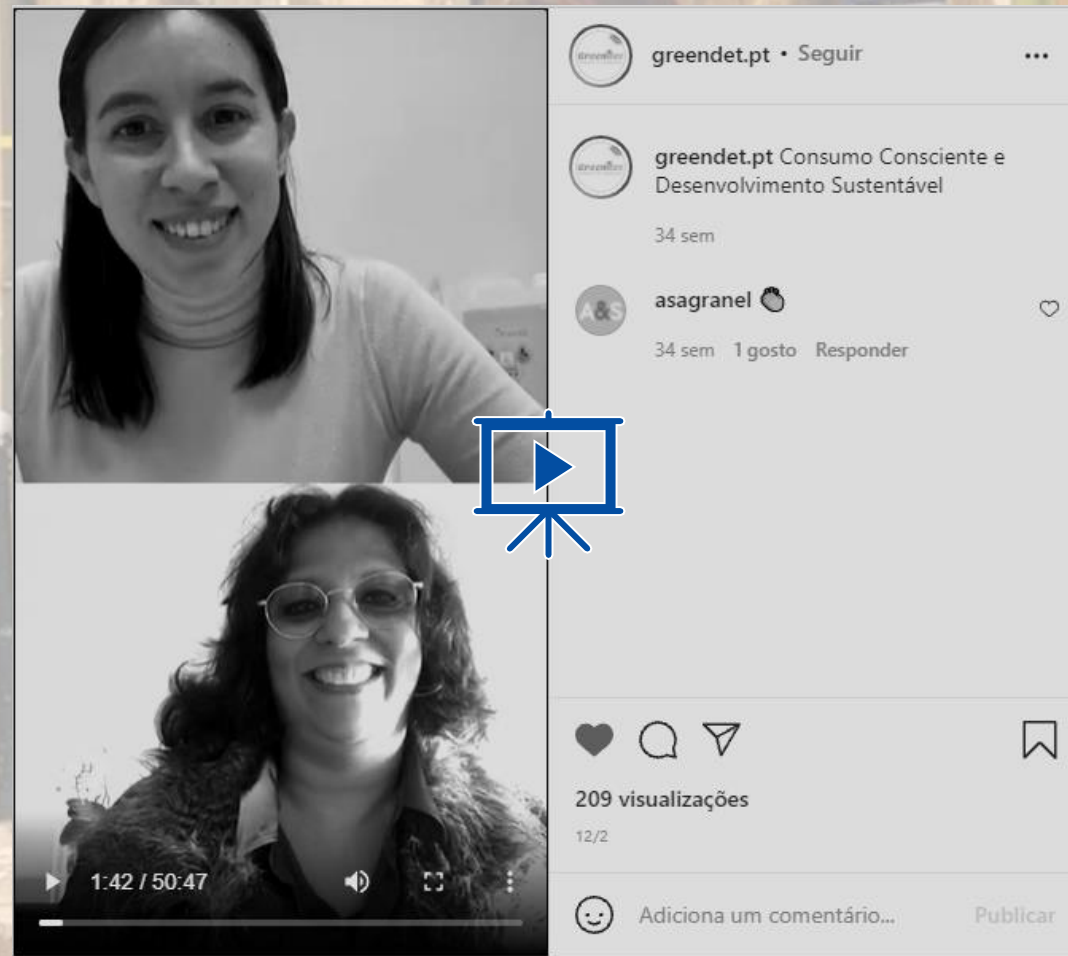 greendet.pt • Seguir
greendet.pt Consumo Consciente e
Desenvolvimento Sustentável
34 sem
A&S
asagranel
34 sem 1 gosto Responder
209 visualizações
12/2
1:42 / 50:47
Adiciona um comentário... Publicar